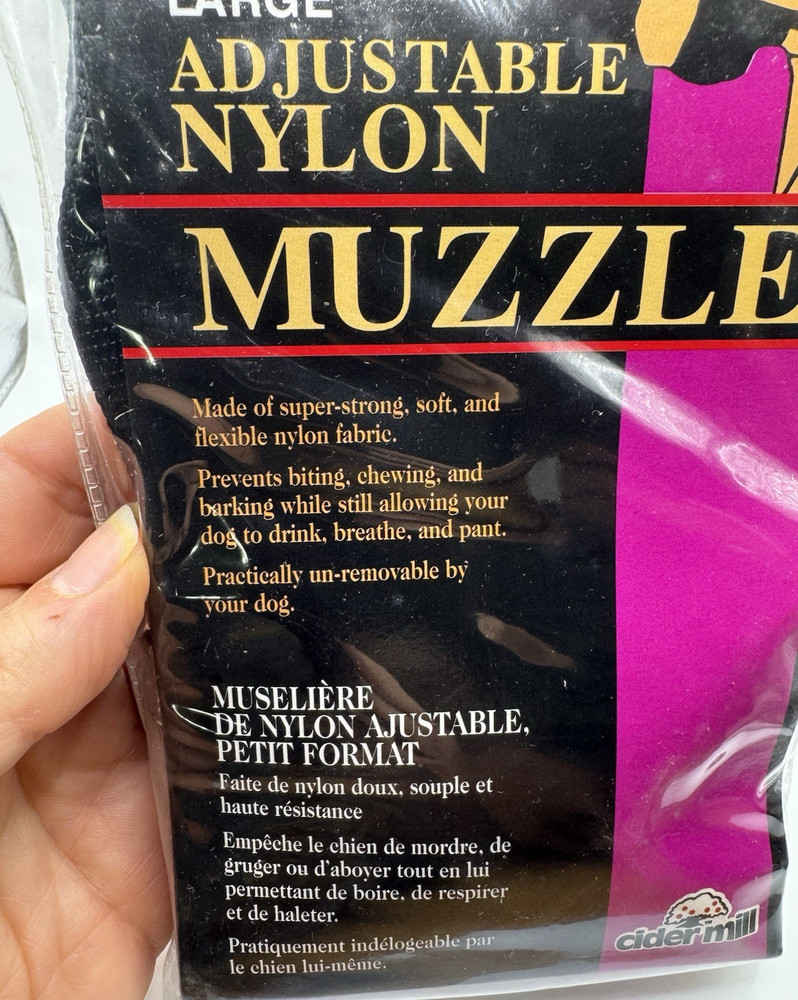 LARGE
ADJUSTABLE
NYLON
MUZZLE
Made of super-strong, soft, and
flexible nylon fabric.
Prevents biting, chewing, and
barking while still allowing your
dog to drink, breathe, and pant.
Practically un-removable by
your dog.
MUSELIÈRE
DE NYLON AJUSTABLE,
PETIT FORMAT
Faite de nylon doux, souple et
haute résistance
Empêche le chien de mordre, de
gruger ou d'aboyer tout en lui
permettant de boire, de respirer
et de haleter.
Pratiquement indélogeable par
le chien lui-même.
cider mill